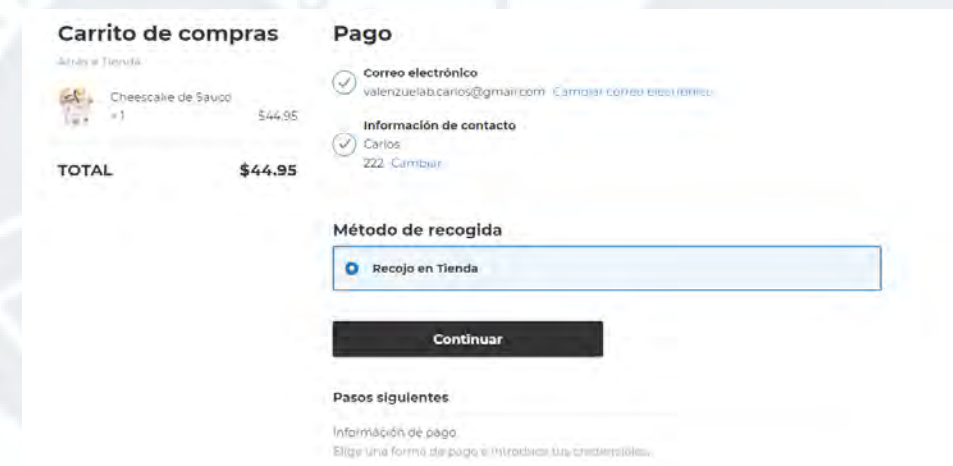 Carrito de compras
Atrás a Tienda
Cheescake de Sauco
×1
$44.95
TOTAL
$44.95
Pago
Correo electrónico
valenzuelab.carlos@gmail.com Cambiar correo electrónico
Información de contacto
Carlos
222 Cambiar
Método de recogida
Recojo en Tienda
Continuar
Pasos siguientes
Información de pago
Elige una forma de pago e introduce tus credenciales.